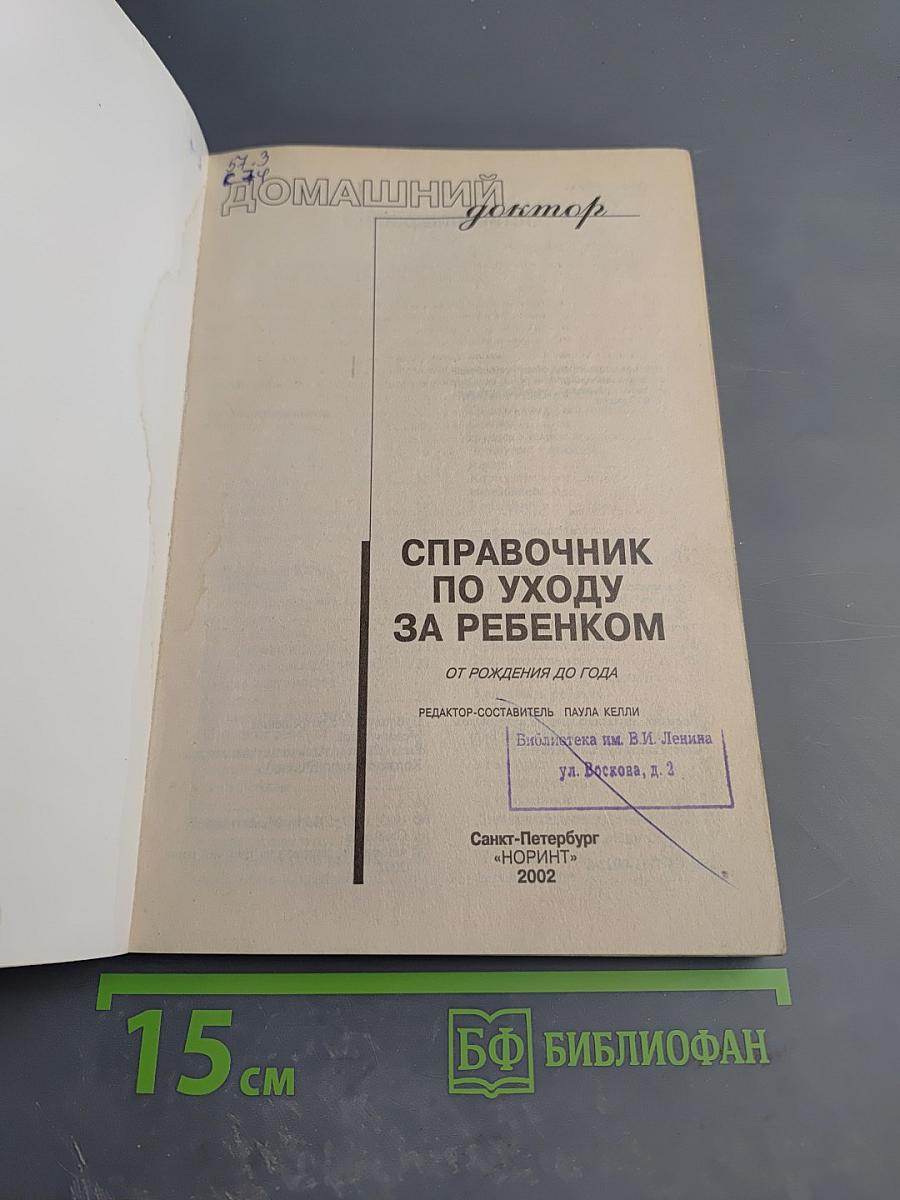 57.3
С 74
ДОМАШНИЙ
доктор
СПРАВОЧНИК
ПО УХОДУ
ЗА РЕБЕНКОМ
ОТ РОЖДЕНИЯ ДО ГОДА
РЕДАКТОР-СОСТАВИТЕЛЬ ПАУЛА КЕЛЛИ
Библиотека им. В.И. Ленина
ул. Воскова, д. 2
Санкт-Петербург
«НОРИНТ»
2002
15 см
БФ БИБЛИОФАН